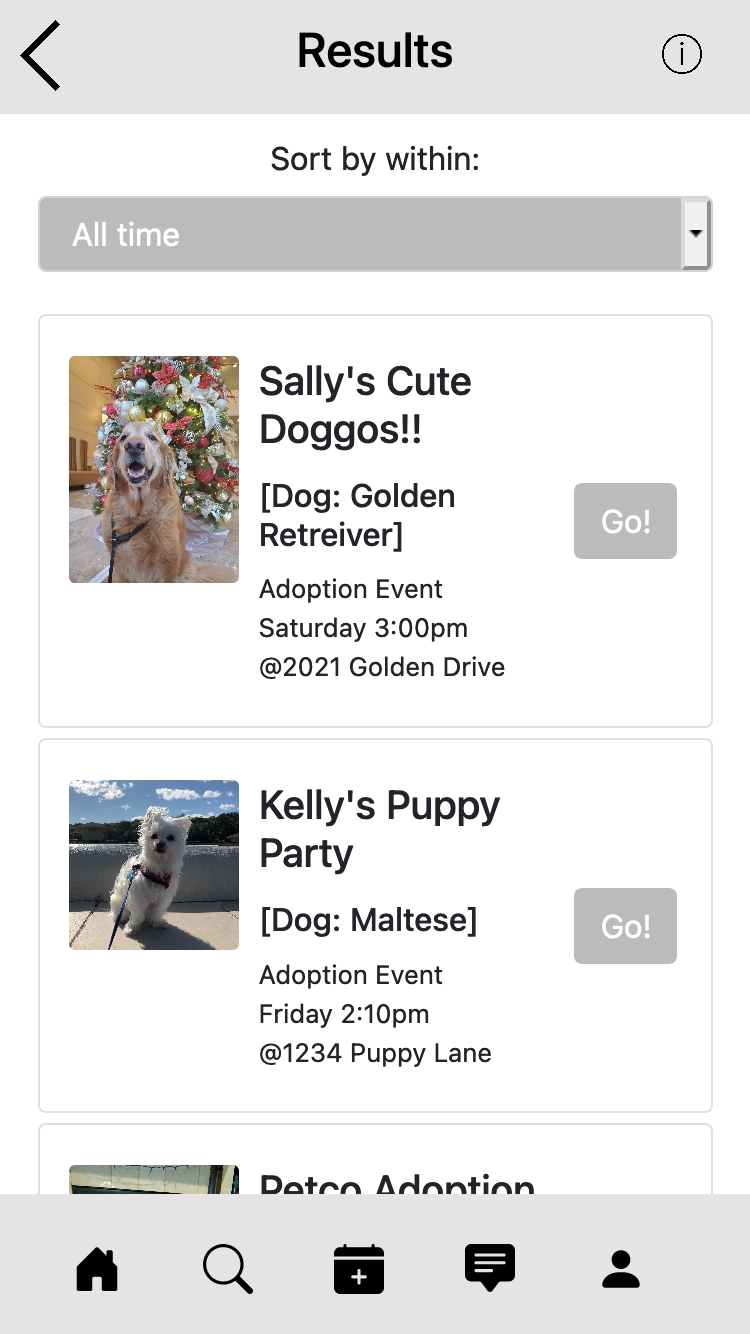 Results
Sort by within:
All time
Sally's Cute
Doggos!!
[Dog: Golden
Retreiver]
Go!
Adoption Event
Saturday 3:00pm
@2021 Golden Drive
Kelly's Puppy
Party
[Dog: Maltese]
Go!
Adoption Event
Friday 2:10pm
@1234 Puppy Lane
Petco Adoption